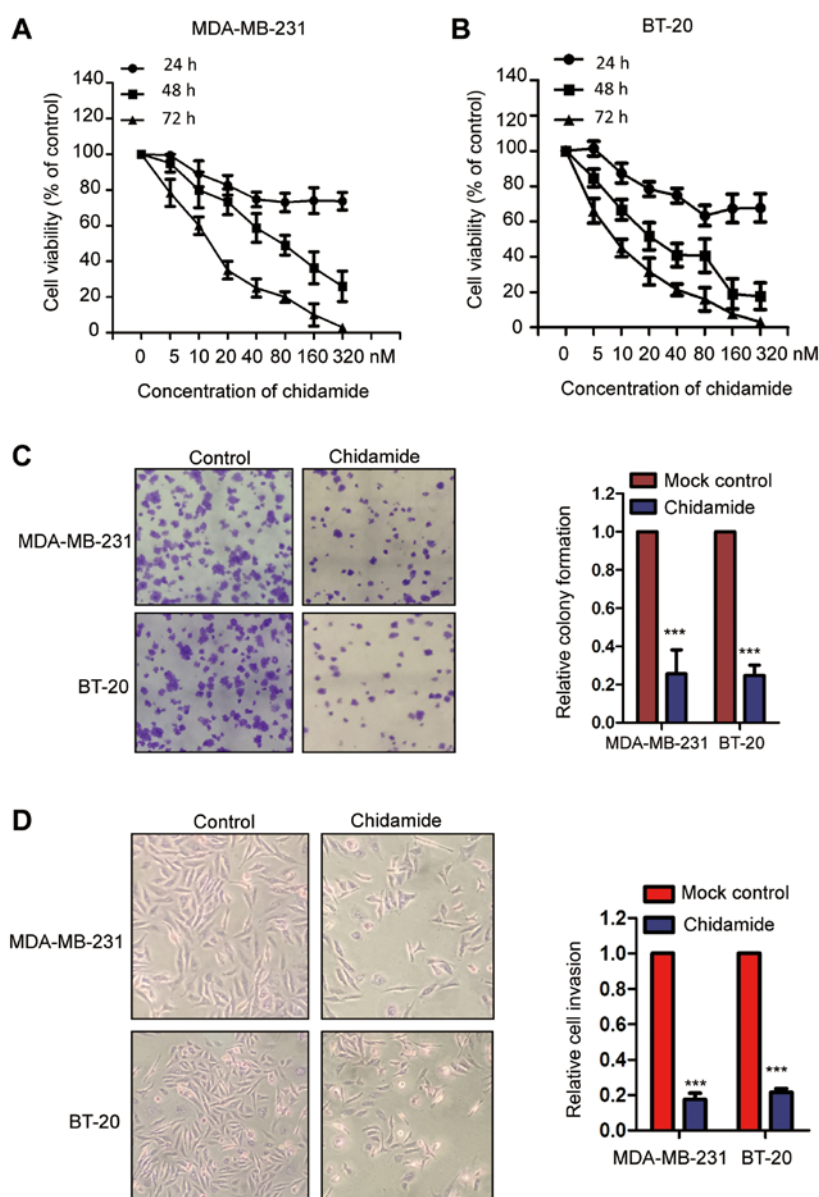 A
MDA-MB-231
24 h
48 h
72 h
140
120
100
80
60
40
20
0
Cell viability (% of control)
0 5 10 20 40 80 160 320 nM
Concentration of chidamide
B
BT-20
24 h
48 h
72 h
140
120
100
80
60
40
20
0
Cell viability (% of control)
0 5 10 20 40 80 160 320 nM
Concentration of chidamide
C
Control
Chidamide
MDA-MB-231
BT-20
Mock control
Chidamide
1.2
1.0
0.8
0.6
0.4
0.2
0.0
Relative colony formation
***
***
MDA-MB-231 BT-20
D
Control
Chidamide
MDA-MB-231
BT-20
Mock control
Chidamide
1.2
1.0
0.8
0.6
0.4
0.2
0.0
Relative cell invasion
***
***
MDA-MB-231 BT-20